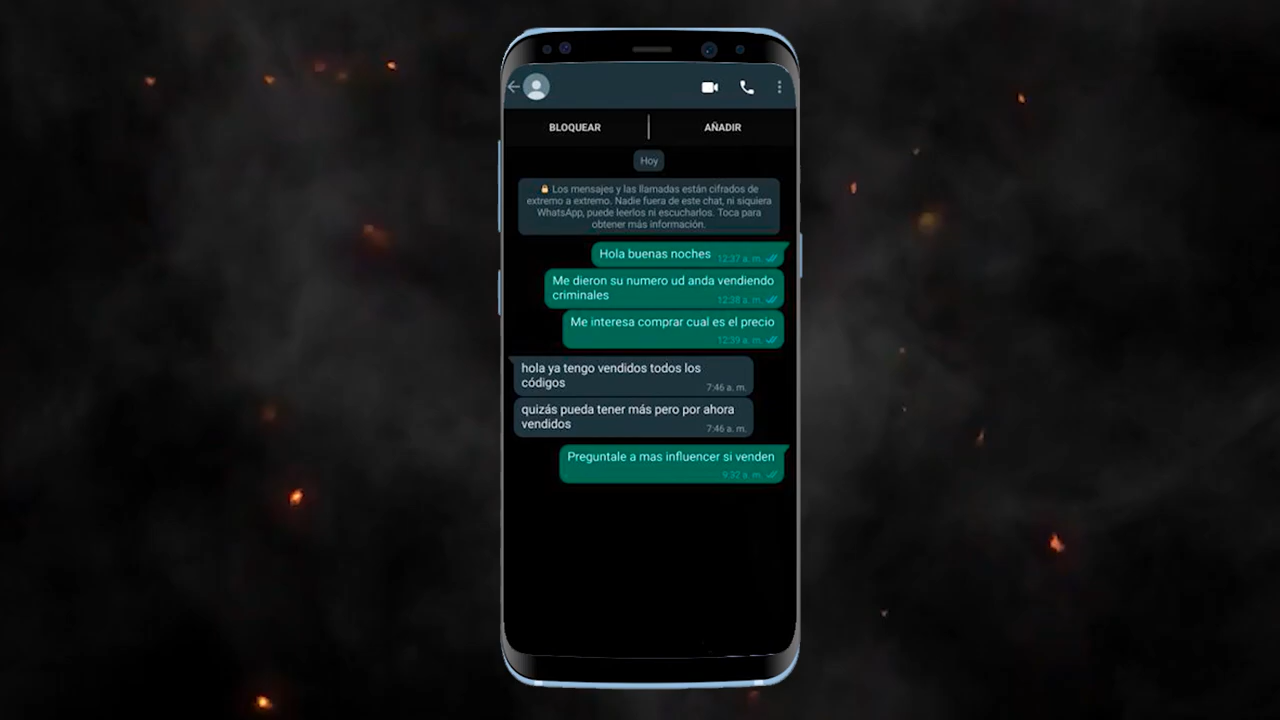 BLOQUEAR
AÑADIR
Hoy
Los mensajes y las llamadas están cifrados de
extremo a extremo. Nadie fuera de este chat, ni siquiera
WhatsApp, puede leerlos ni escucharlos. Toca para
obtener más información.
Hola buenas noches
12:37 a. m.
Me dieron su numero ud anda vendiendo
criminales
12:38 a. m.
Me interesa comprar cual es el precio
12:39 a. m.
hola ya tengo vendidos todos los
códigos
7:46 a. m.
quizás pueda tener más pero por ahora
vendidos
7:46 a. m.
Preguntale a mas influencer si venden
9:32 a. m.